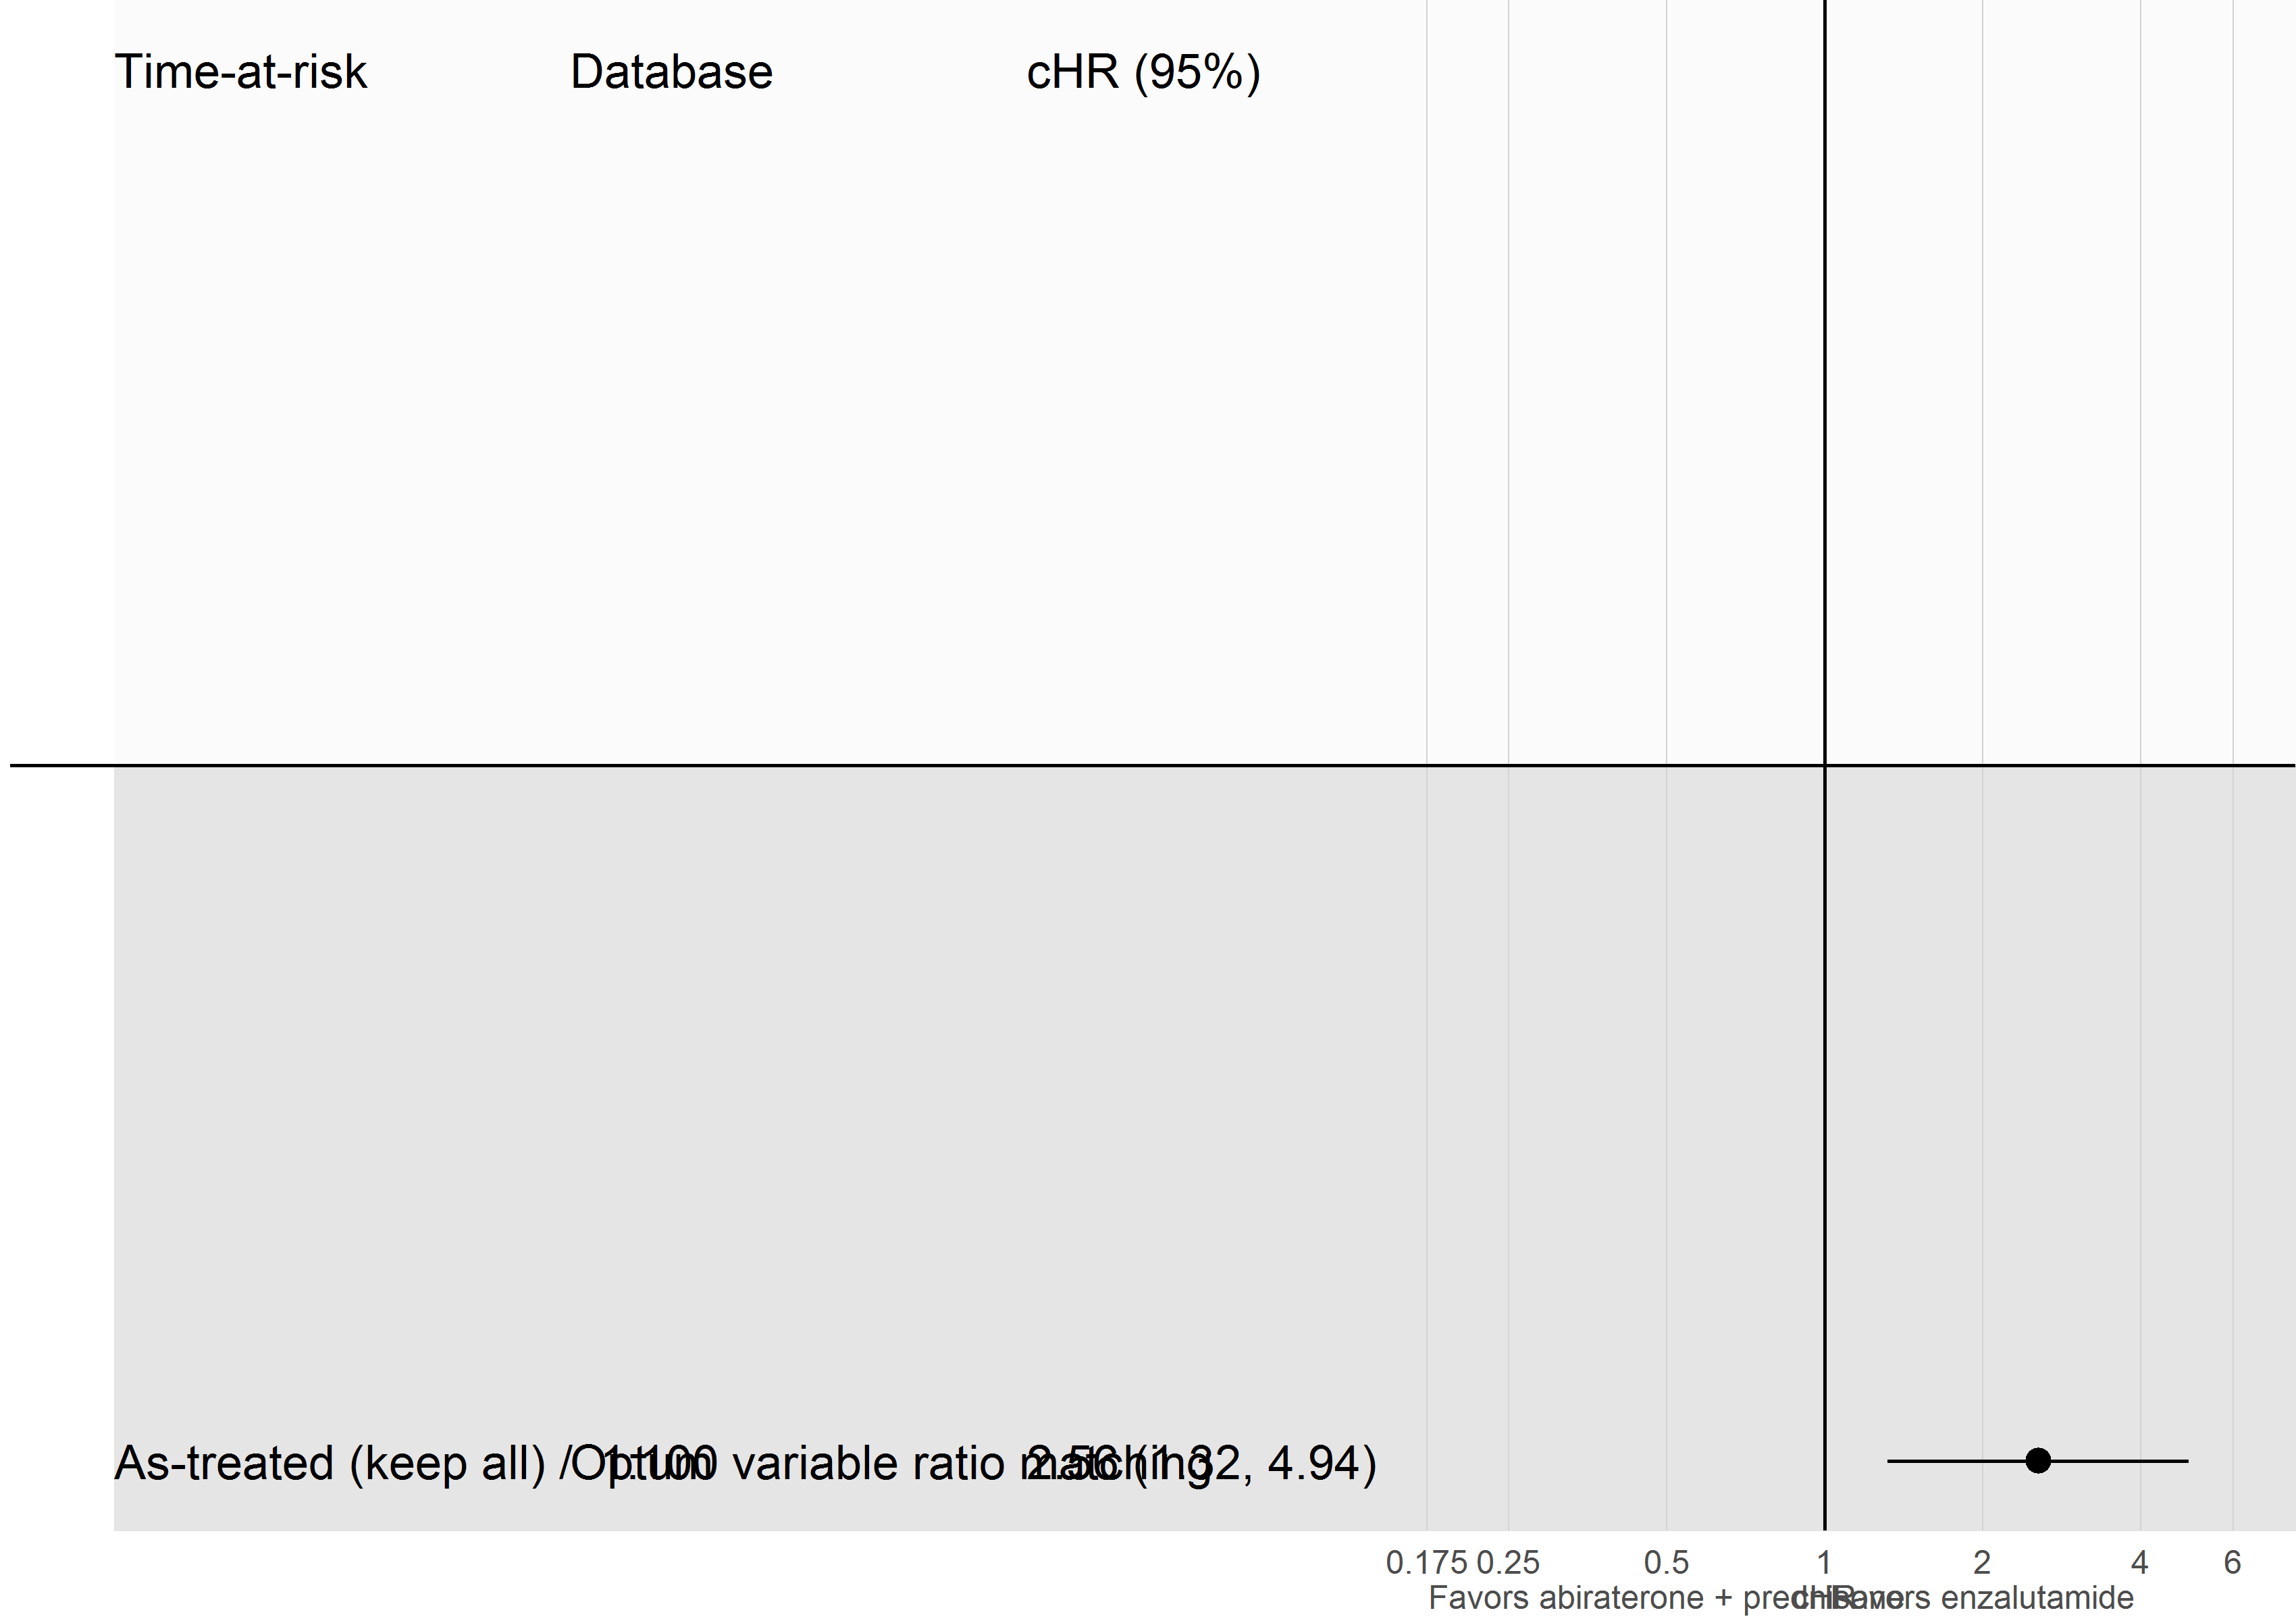 Time-at-risk Database cHR (95%)
As-treated (keep all) / 1:100 variable ratio matching Optum 2.56 (1.32, 4.94)
0.175 0.25 0.5 1 2 4 6
Favors abiraterone + prednisone cHR Favors enzalutamide